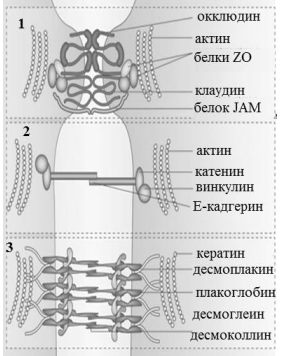 1
окклюдин
актин
белки ZO
клаудин
белок JAM
2
актин
катенин
винкулин
E-кадгерин
3
кератин
десмоплакин
плакоглобин
десмоглеин
десмоколлин